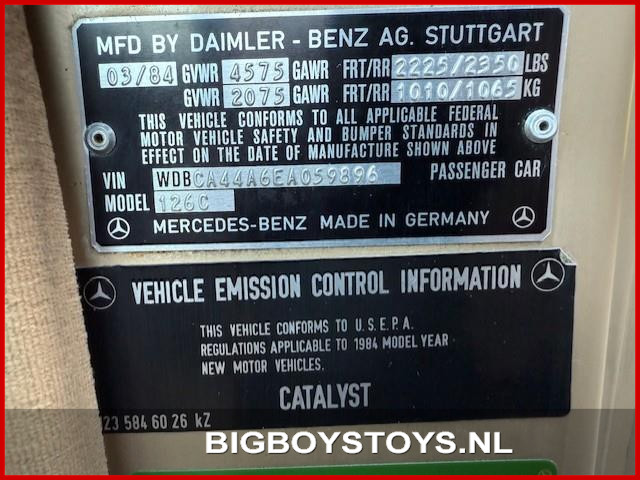 MFD BY DAIMLER - BENZ AG. STUTTGART
03/84 GVWR 4575 GAWR FRT/RR 2225/2350 LBS
GVWR 2075 GAWR FRT/RR 1010/1065 KG
THIS VEHICLE CONFORMS TO ALL APPLICABLE FEDERAL
MOTOR VEHICLE SAFETY AND BUMPER STANDARDS IN
EFFECT ON THE DATE OF MANUFACTURE SHOWN ABOVE
VIN WDBCA44A6EA059896 PASSENGER CAR
MODEL 126C
MERCEDES-BENZ MADE IN GERMANY
VEHICLE EMISSION CONTROL INFORMATION
THIS VEHICLE CONFORMS TO U.S.E.P.A.
REGULATIONS APPLICABLE TO 1984 MODEL YEAR
NEW MOTOR VEHICLES.
CATALYST
123 584 60 26 kZ
BIGBOYSTOYS.NL